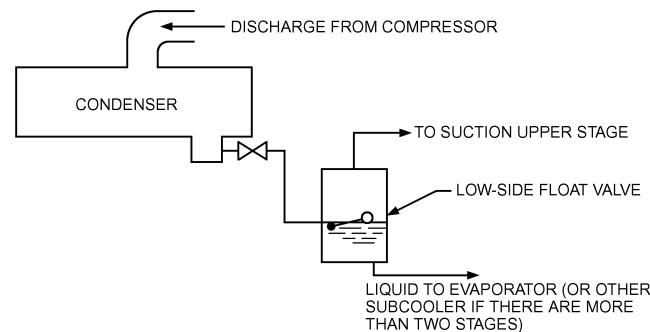 DISCHARGE FROM COMPRESSOR
CONDENSER
TO SUCTION UPPER STAGE
LOW-SIDE FLOAT VALVE
LIQUID TO EVAPORATOR (OR OTHER
SUBCOOLER IF THERE ARE MORE
THAN TWO STAGES)